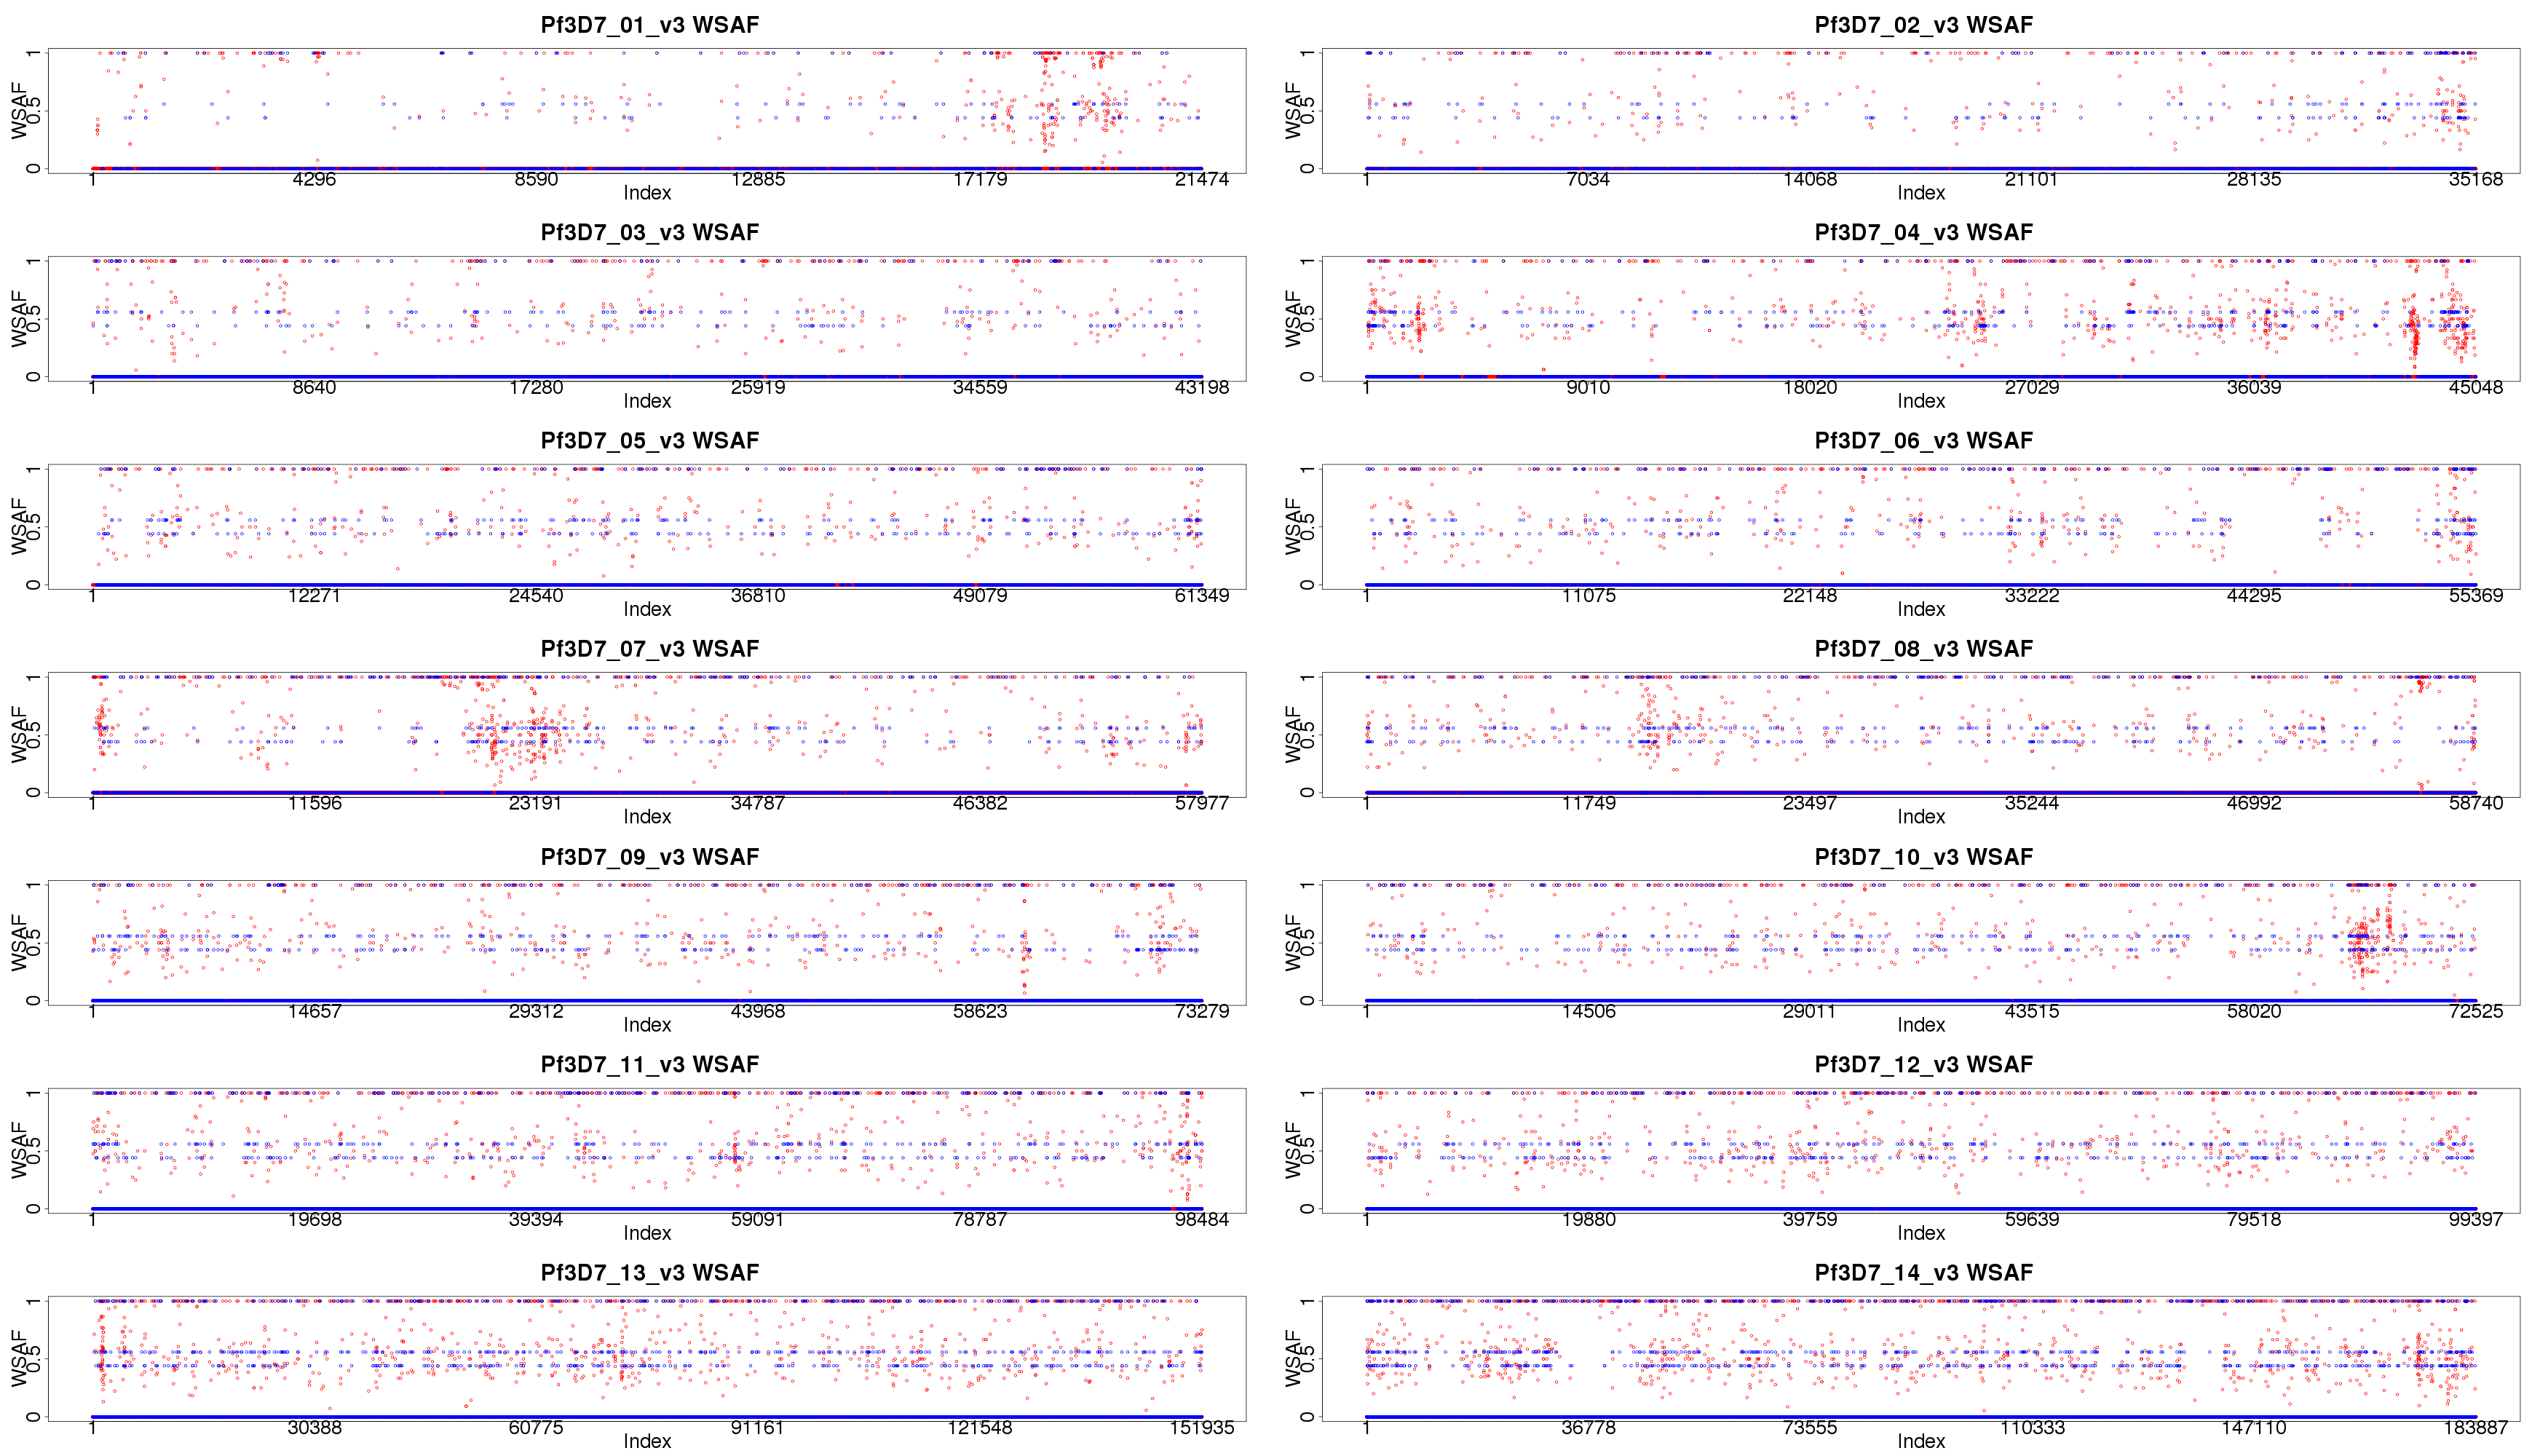 Pf3D7_01_v3 WSAF
WSAF
0 0.5 1
1 4296 8590 12885 17179 21474
Index
Pf3D7_02_v3 WSAF
WSAF
0 0.5 1
1 7034 14068 21101 28135 35168
Index
Pf3D7_03_v3 WSAF
WSAF
0 0.5 1
1 8640 17280 25919 34559 43198
Index
Pf3D7_04_v3 WSAF
WSAF
0 0.5 1
1 9010 18020 27029 36039 45048
Index
Pf3D7_05_v3 WSAF
WSAF
0 0.5 1
1 12271 24540 36810 49079 61349
Index
Pf3D7_06_v3 WSAF
WSAF
0 0.5 1
1 11075 22148 33222 44295 55369
Index
Pf3D7_07_v3 WSAF
WSAF
0 0.5 1
1 11596 23191 34787 46382 57977
Index
Pf3D7_08_v3 WSAF
WSAF
0 0.5 1
1 11749 23497 35244 46992 58740
Index
Pf3D7_09_v3 WSAF
WSAF
0 0.5 1
1 14657 29312 43968 58623 73279
Index
Pf3D7_10_v3 WSAF
WSAF
0 0.5 1
1 14506 29011 43515 58020 72525
Index
Pf3D7_11_v3 WSAF
WSAF
0 0.5 1
1 19698 39394 59091 78787 98484
Index
Pf3D7_12_v3 WSAF
WSAF
0 0.5 1
1 19880 39759 59639 79518 99397
Index
Pf3D7_13_v3 WSAF
WSAF
0 0.5 1
1 30388 60775 91161 121548 151935
Index
Pf3D7_14_v3 WSAF
WSAF
0 0.5 1
1 36778 73555 110333 147110 183887
Index